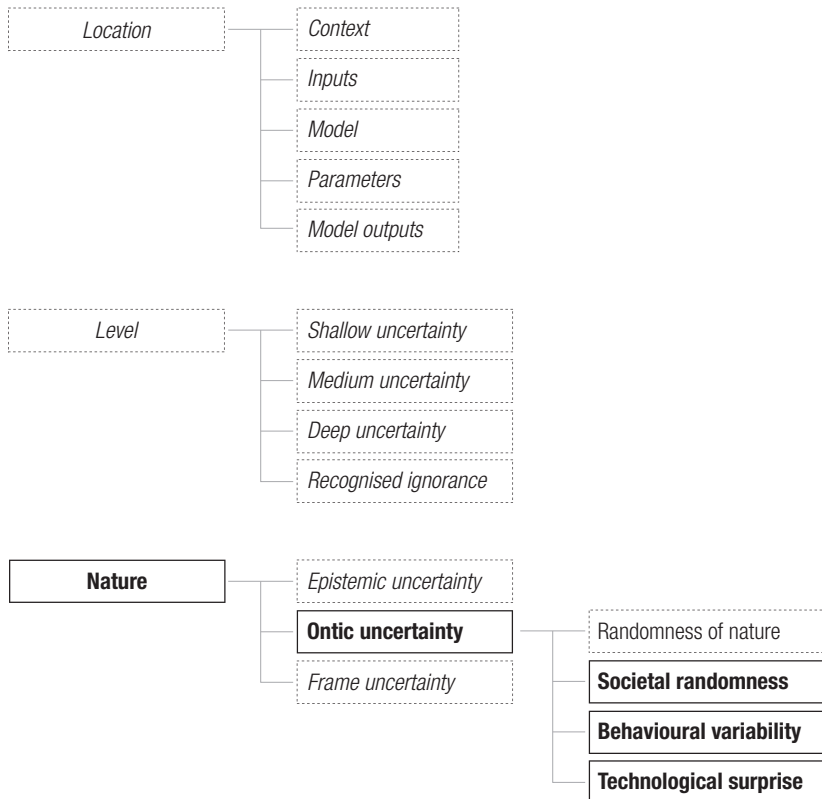 Location
Context
Inputs
Model
Parameters
Model outputs
Level
Shallow uncertainty
Medium uncertainty
Deep uncertainty
Recognised ignorance
Nature
Epistemic uncertainty
Ontic uncertainty
Randomness of nature
Frame uncertainty
Societal randomness
Behavioural variability
Technological surprise